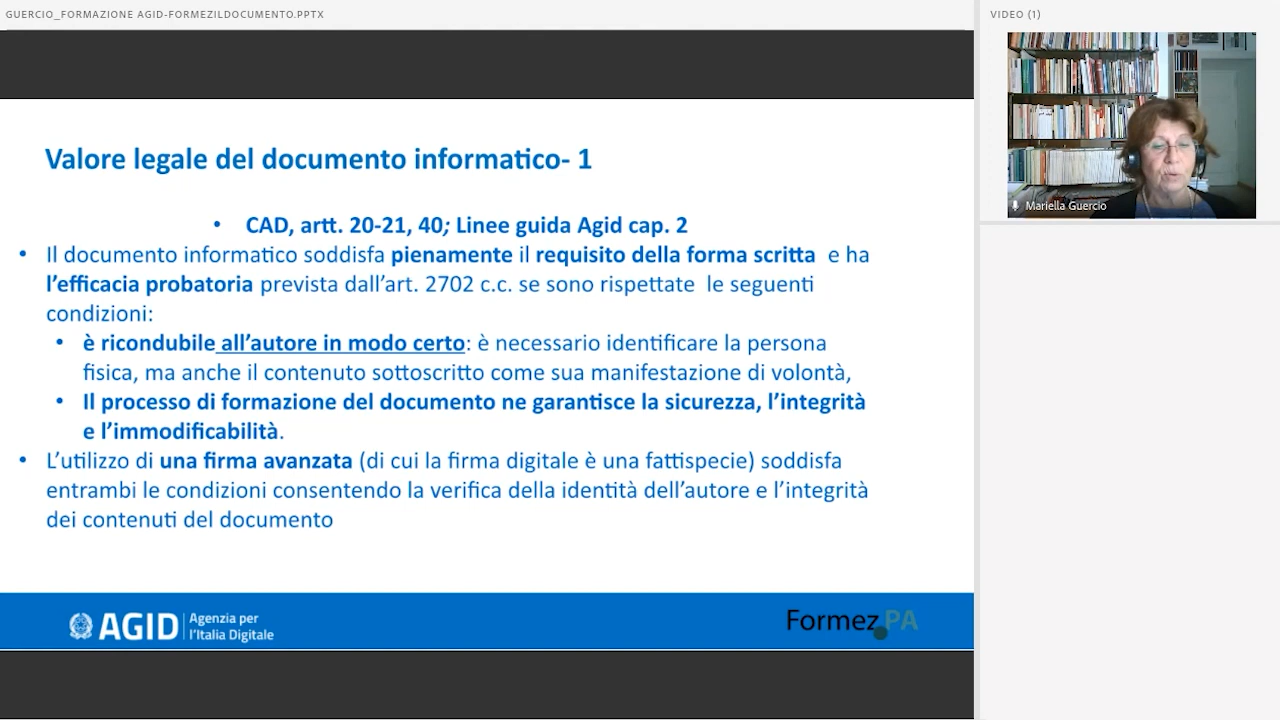 GUERCIO_FORMAZIONE AGID-FORMEZILDOCUMENTO.PPTX
VIDEO (1)
Mariella Guercio
Valore legale del documento informatico- 1
• CAD, artt. 20-21, 40; Linee guida Agid cap. 2
• Il documento informatico soddisfa pienamente il requisito della forma scritta e ha
l’efficacia probatoria prevista dall’art. 2702 c.c. se sono rispettate le seguenti
condizioni:
• è ricondubile all’autore in modo certo: è necessario identificare la persona
fisica, ma anche il contenuto sottoscritto come sua manifestazione di volontà,
• Il processo di formazione del documento ne garantisce la sicurezza, l’integrità
e l’immodificabilità.
• L’utilizzo di una firma avanzata (di cui la firma digitale è una fattispecie) soddisfa
entrambi le condizioni consentendo la verifica della identità dell’autore e l’integrità
dei contenuti del documento
AGID Agenzia per
l’Italia Digitale
Formez PA